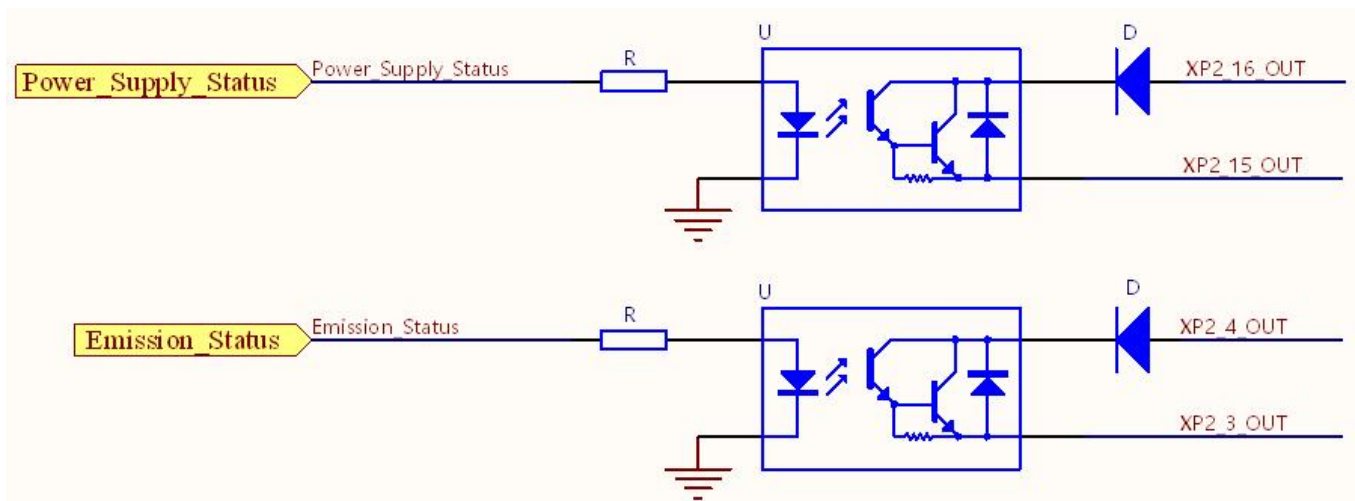 U
D
R
Power_Supply_Status
Power_Supply_Status
XP2_16_OUT
XP2_15_OUT
U
D
R
Emission_Status
Emission_Status
XP2_4_OUT
XP2_3_OUT